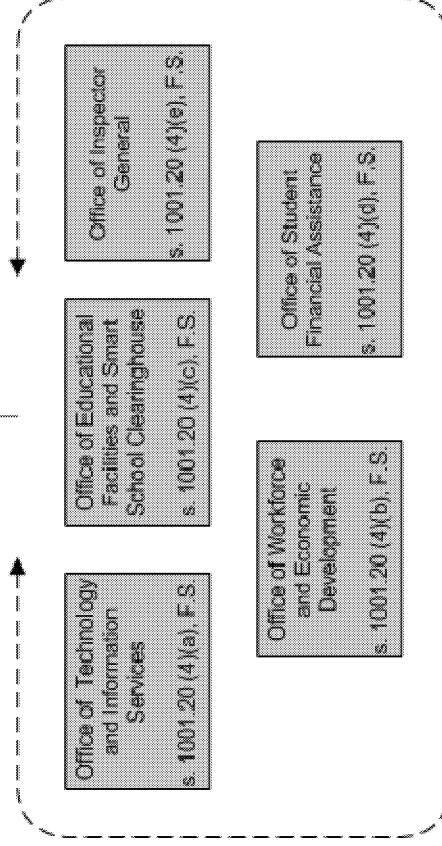 Office of Technology
and Information
Services
s. 1001.20 (4)(a), F.S.
Office of Educational
Facilities and Smart
School Clearinghouse
s. 1001.20 (4)(c), F.S.
Office of Inspector
General
s. 1001.20 (4)(e), F.S.
Office of Workforce
and Economic
Development
s. 1001.20 (4)(b), F.S.
Office of Student
Financial Assistance
s. 1001.20 (4)(d), F.S.